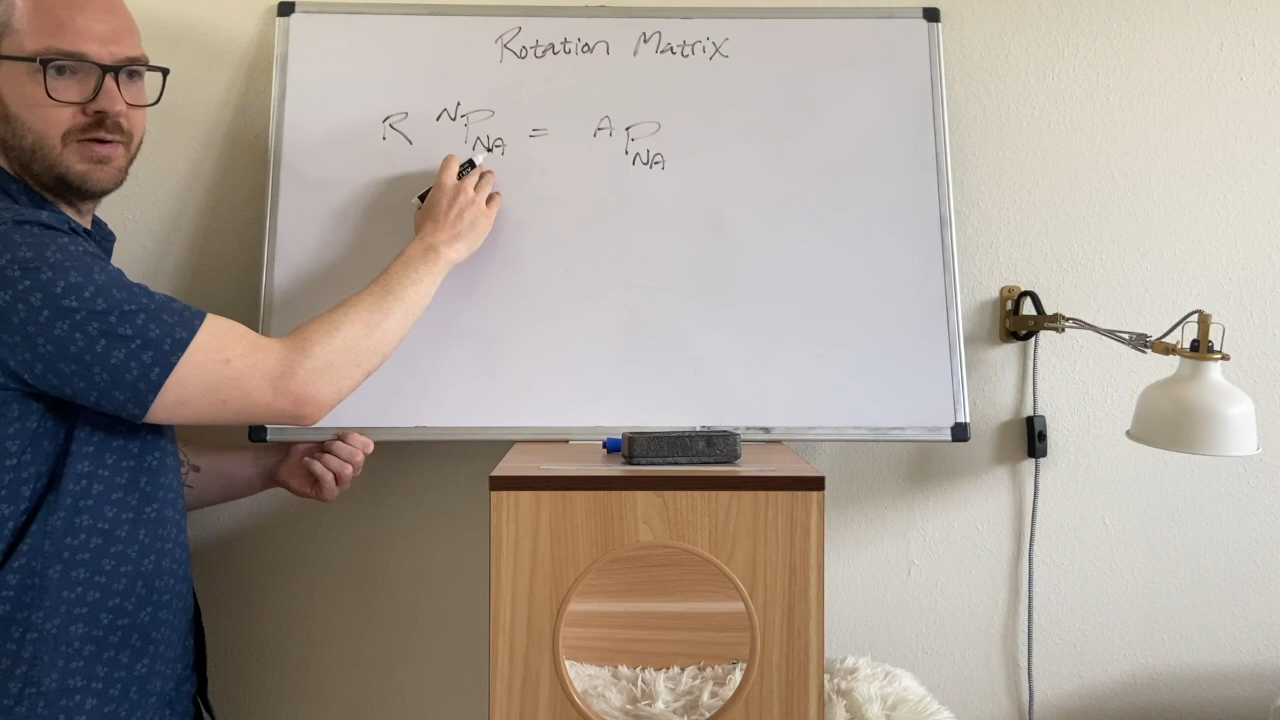 Rotation Matrix
R ᴺP_NA = ᴬP_NA